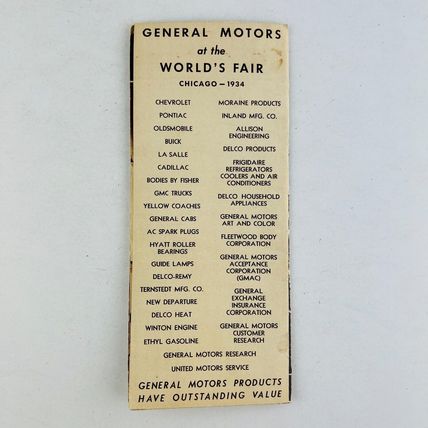 GENERAL MOTORS
at the
WORLD'S FAIR
CHICAGO—1934
CHEVROLET
PONTIAC
OLDSMOBILE
BUICK
LA SALLE
CADILLAC
BODIES BY FISHER
GMC TRUCKS
YELLOW COACHES
GENERAL CABS
AC SPARK PLUGS
HYATT ROLLER
BEARINGS
GUIDE LAMPS
DELCO-REMY
TERNSTEDT MFG. CO.
NEW DEPARTURE
DELCO HEAT
WINTON ENGINE
ETHYL GASOLINE
MORAINE PRODUCTS
INLAND MFG. CO.
ALLISON
ENGINEERING
DELCO PRODUCTS
FRIGIDAIRE
REFRIGERATORS
COOLERS AND AIR
CONDITIONERS
DELCO HOUSEHOLD
APPLIANCES
GENERAL MOTORS
ART AND COLOR
FLEETWOOD BODY
CORPORATION
GENERAL MOTORS
ACCEPTANCE
CORPORATION
(GMAC)
GENERAL
EXCHANGE
INSURANCE
CORPORATION
GENERAL MOTORS
CUSTOMER
RESEARCH
GENERAL MOTORS RESEARCH
UNITED MOTORS SERVICE
GENERAL MOTORS PRODUCTS
HAVE OUTSTANDING VALUE